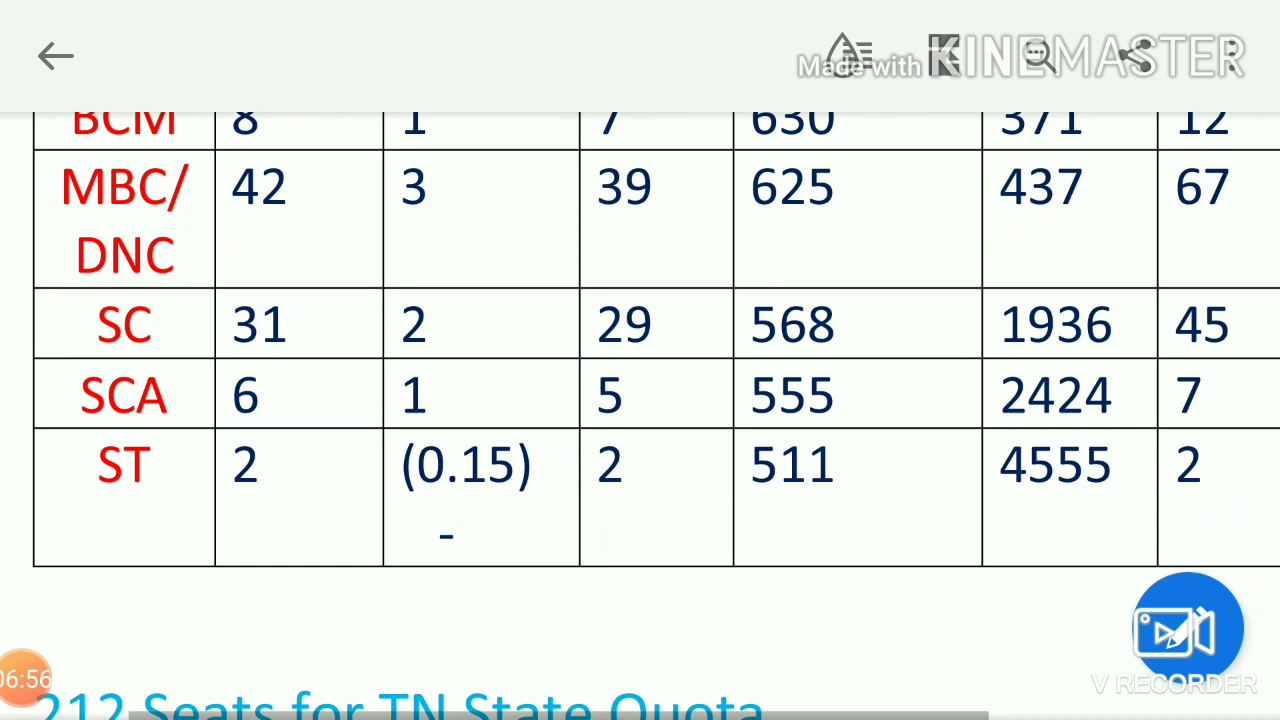 Made with KINEMASTER
BCM 8 1 7 630 371 12
MBC/ 42 3 39 625 437 67
DNC
SC 31 2 29 568 1936 45
SCA 6 1 5 555 2424 7
ST 2 (0.15) 2 511 4555 2
-
V RECORDER
06:56
212 Seats for TN State Quota